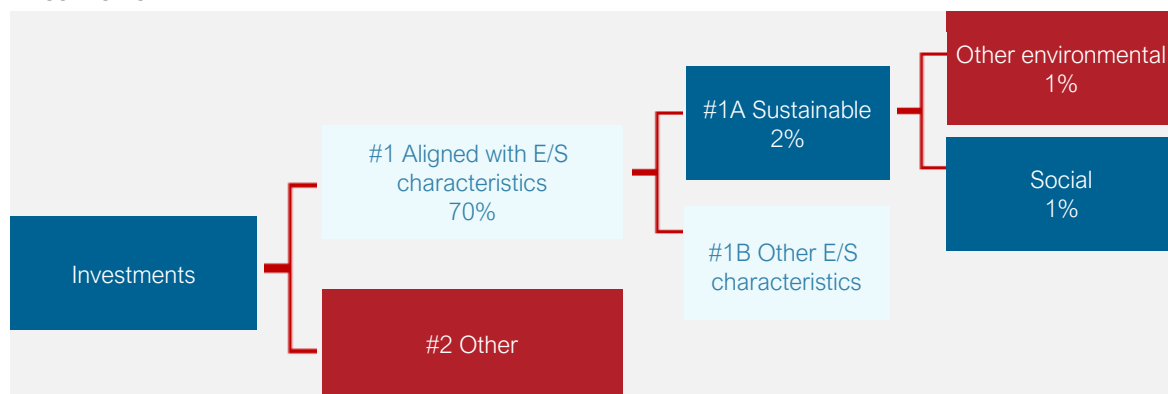 Other environmental
1%
#1A Sustainable
2%
#1 Aligned with E/S
characteristics
70%
Social
1%
#1B Other E/S
characteristics
Investments
#2 Other